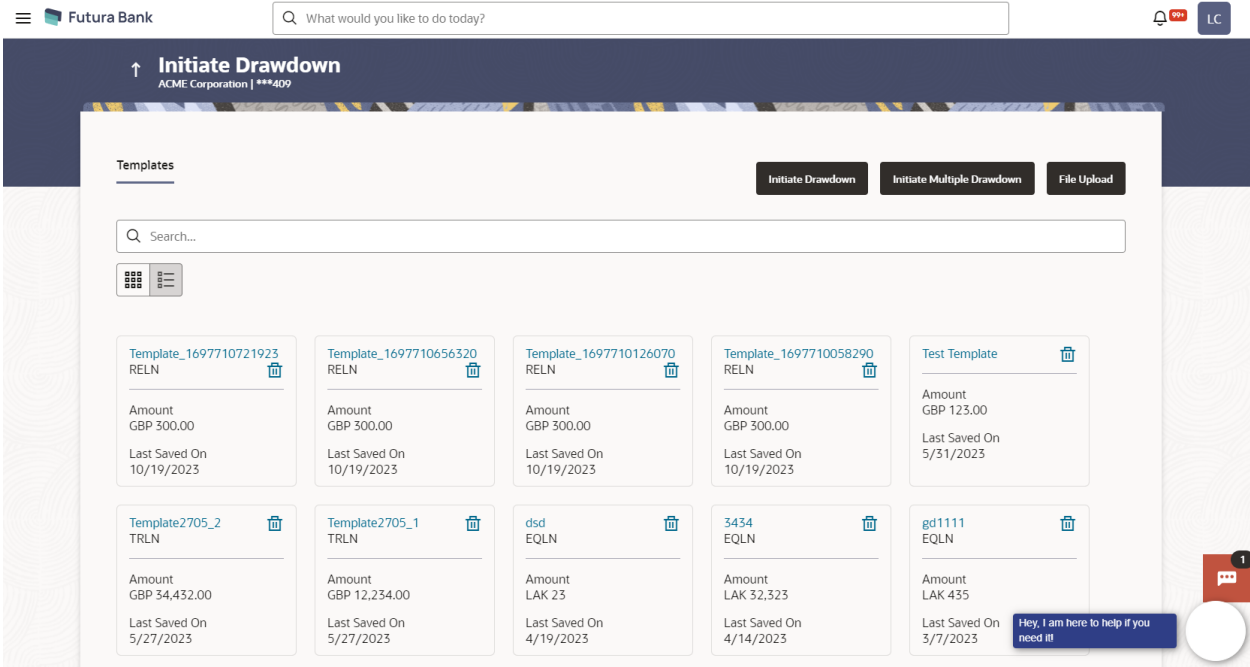 Futura Bank
What would you like to do today?
99+
LC
Initiate Drawdown
ACME Corporation | ***409
Templates
Initiate Drawdown
Initiate Multiple Drawdown
File Upload
Search...
Template_1697710721923
RELN
Amount
GBP 300.00
Last Saved On
10/19/2023
Template_1697710656320
RELN
Amount
GBP 300.00
Last Saved On
10/19/2023
Template_1697710126070
RELN
Amount
GBP 300.00
Last Saved On
10/19/2023
Template_1697710058290
RELN
Amount
GBP 300.00
Last Saved On
10/19/2023
Test Template
Amount
GBP 123.00
Last Saved On
5/31/2023
Template2705_2
TRLN
Amount
GBP 34,432.00
Last Saved On
5/27/2023
Template2705_1
TRLN
Amount
GBP 12,234.00
Last Saved On
5/27/2023
dsd
EQLN
Amount
LAK 23
Last Saved On
4/19/2023
3434
EQLN
Amount
LAK 32,323
Last Saved On
4/14/2023
gd1111
EQLN
Amount
LAK 435
Last Saved On
3/7/2023
1
Hey, I am here to help if you
need it!